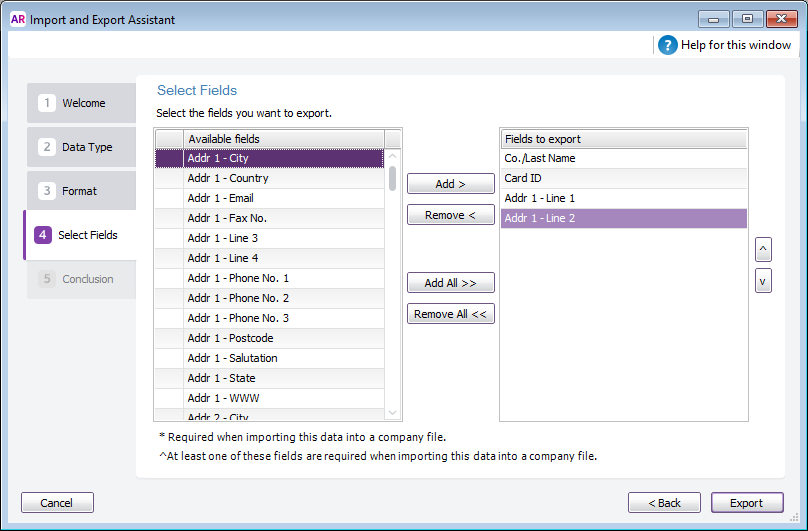 AR Import and Export Assistant
? Help for this window
1 Welcome
2 Data Type
3 Format
4 Select Fields
5 Conclusion
Select Fields
Select the fields you want to export.
Available fields
Addr 1 - City
Addr 1 - Country
Addr 1 - Email
Addr 1 - Fax No.
Addr 1 - Line 3
Addr 1 - Line 4
Addr 1 - Phone No. 1
Addr 1 - Phone No. 2
Addr 1 - Phone No. 3
Addr 1 - Postcode
Addr 1 - Salutation
Addr 1 - State
Addr 1 - WWW
Addr 2 - City
Add >
Remove <
Add All >>
Remove All <<
Fields to export
Co./Last Name
Card ID
Addr 1 - Line 1
Addr 1 - Line 2
^
v
* Required when importing this data into a company file.
^At least one of these fields are required when importing this data into a company file.
Cancel
< Back
Export